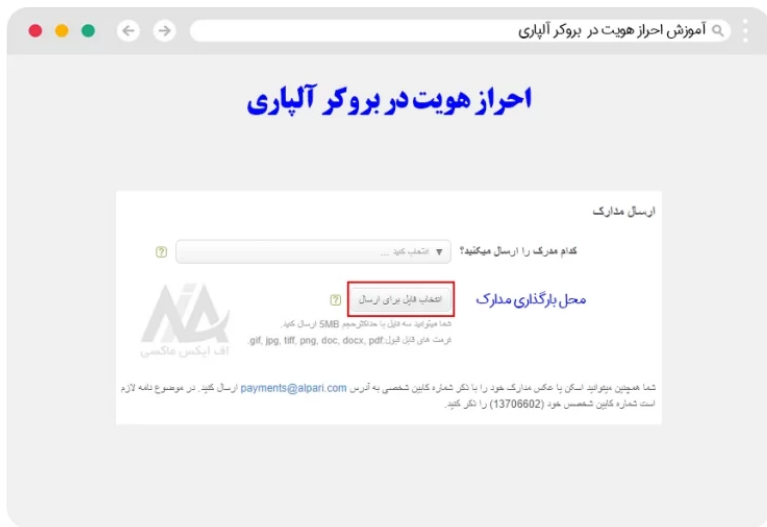 آموزش احراز هویت در بروکر آلپاری
احراز هویت در بروکر آلپاری
ارسال مدارک
کدام مدرک را ارسال میکنید؟
انتخاب کنید ...
محل بارگذاری مدارک
انتخاب فایل برای ارسال
شما میتوانید سه فایل با حداکثر حجم 5MB ارسال کنید.
فرمت های قابل قبول: gif, jpg, tiff, png, doc, docx, pdf.
اف ایکس ماکسی
شما همچنین میتوانید اسکن یا عکس مدارک خود را با ذکر شماره کابین شخصی به آدرس payments@alpari.com ارسال کنید. در موضوع نامه لازم
است شماره کابین شخصی خود (13706602) را ذکر کنید.